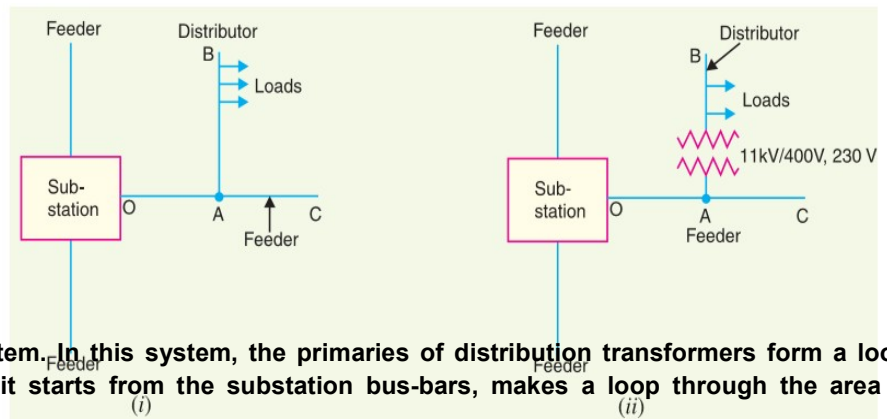 Feeder
Distributor
B
Loads
Sub-
station
O
A
C
Feeder
Feeder
(i)
Feeder
Distributor
B
Loads
11kV/400V, 230 V
Sub-
station
O
A
C
Feeder
Feeder
(ii)
In this system, the primaries of distribution transformers form a
it starts from the substation bus-bars, makes a loop through the area